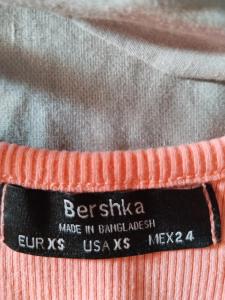 Bershka
MADE IN BANGLADESH
EUR XS USA XS MEX 24